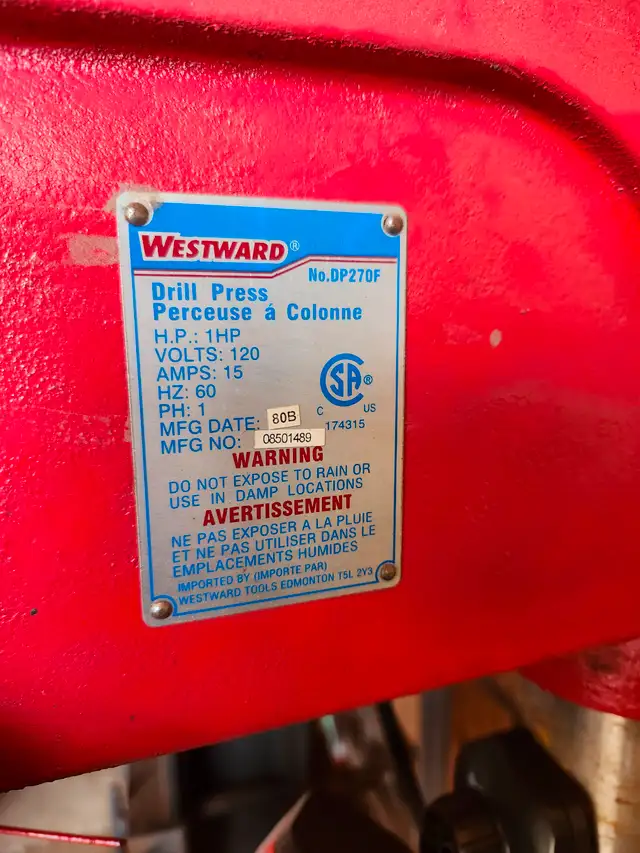 WESTWARD®
No.DP270F
Drill Press
Perceuse á Colonne
H.P.: 1HP
VOLTS: 120
AMPS: 15
HZ: 60
PH: 1
SA®
C US
MFG DATE: 80B
174315
MFG NO: 08501489
WARNING
DO NOT EXPOSE TO RAIN OR
USE IN DAMP LOCATIONS
AVERTISSEMENT
NE PAS EXPOSER A LA PLUIE
ET NE PAS UTILISER DANS LE
EMPLACEMENTS HUMIDES
IMPORTED BY (IMPORTE PAR)
WESTWARD TOOLS EDMONTON T5L 2Y3